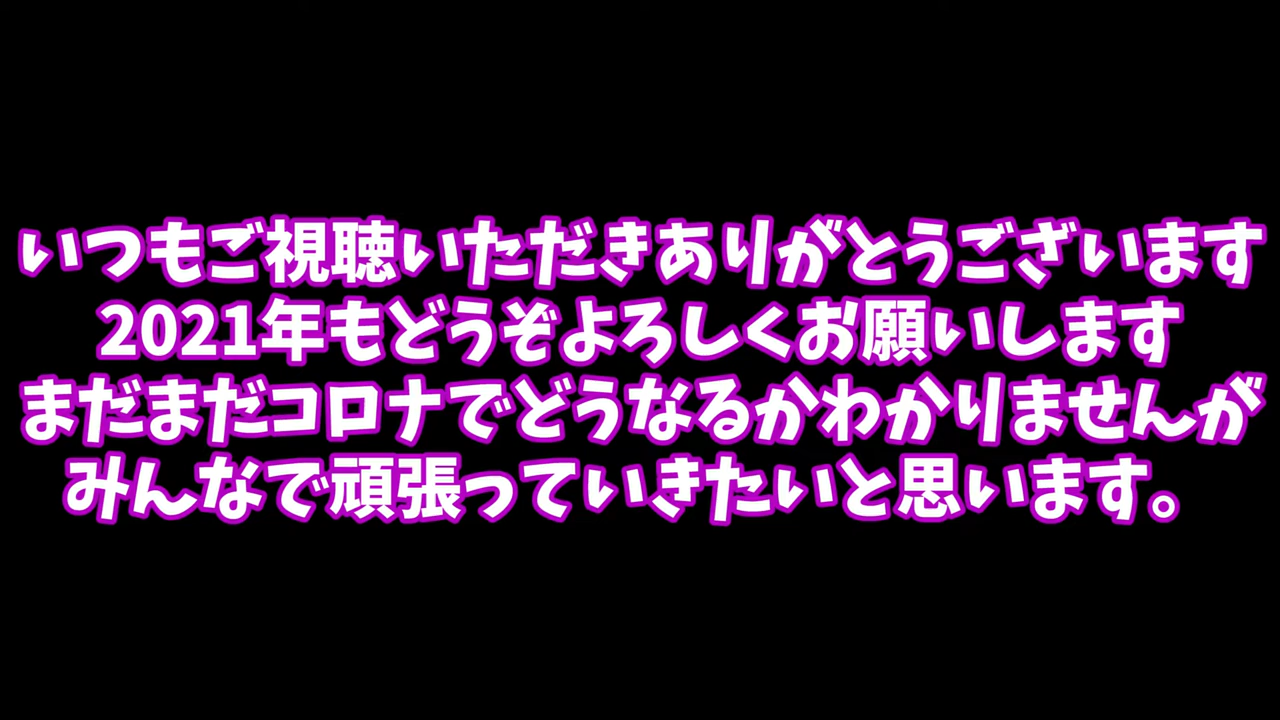 いつもご視聴いただきありがとうございます
2021年もどうぞよろしくお願いします
まだまだコロナでどうなるかわかりませんが
みんなで頑張っていきたいと思います。